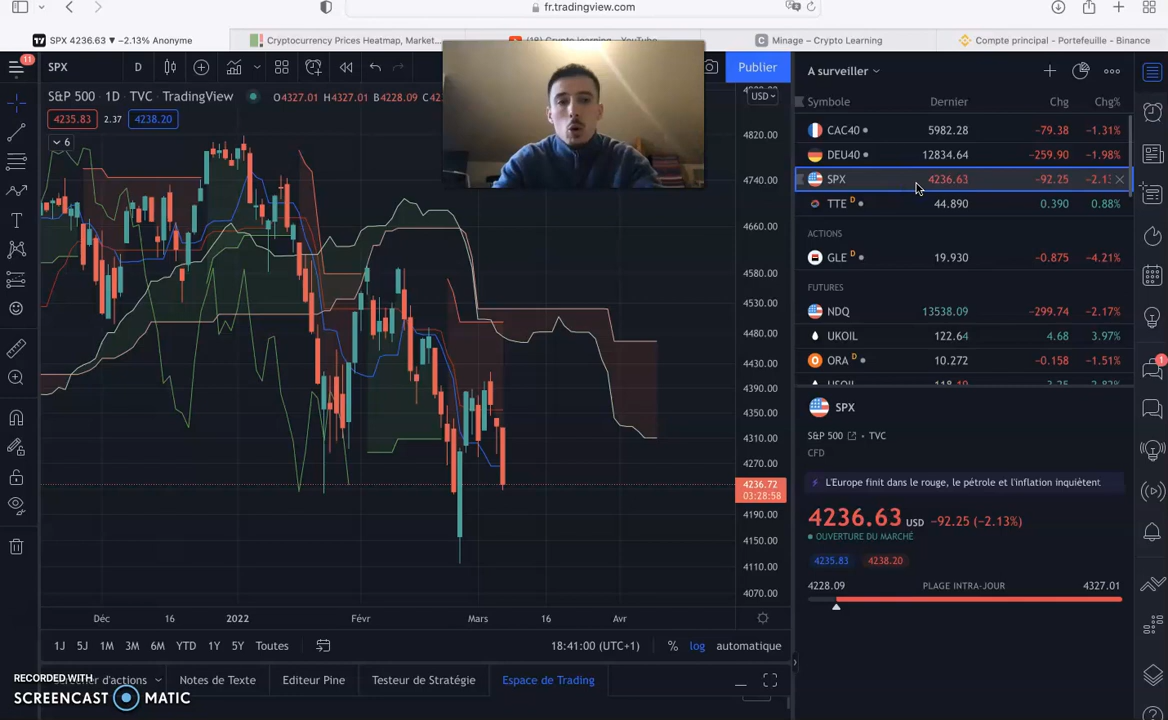 fr.tradingview.com
SPX 4236.63 ▼ −2.13% Anonyme
Cryptocurrency Prices Heatmap, Market...
Minage – Crypto Learning
Compte principal - Portefeuille - Binance
11
SPX
D
Publier
A surveiller
S&P 500 · 1D · TVC · TradingView
O4327.01 H4327.01 B4228.09 C42
USD
4235.83
2.37
4238.20
6
4820.00
4740.00
4660.00
4580.00
4530.00
4480.00
4430.00
4390.00
4350.00
4310.00
4270.00
4236.72
03:28:58
4190.00
4150.00
4110.00
4070.00
Déc
16
2022
Févr
Mars
16
Avr
1J
5J
1M
3M
6M
YTD
1Y
5Y
Toutes
18:41:00 (UTC+1)
%
log
automatique
d'actions
Notes de Texte
Editeur Pine
Testeur de Stratégie
Espace de Trading
RECORDED WITH
SCREENCAST MATIC
Symbole Dernier Chg Chg%
CAC40 5982.28 −79.38 −1.31%
DEU40 12834.64 −259.90 −1.98%
SPX 4236.63 −92.25 −2.13
TTE D 44.890 0.390 0.88%
ACTIONS
GLE D 19.930 −0.875 −4.21%
FUTURES
NDQ 13538.09 −299.74 −2.17%
UKOIL 122.64 4.68 3.97%
ORA D 10.272 −0.158 −1.51%
SPX
S&P 500 · TVC
CFD
L'Europe finit dans le rouge, le pétrole et l'inflation inquiètent
4236.63 USD −92.25 (−2.13%)
OUVERTURE DU MARCHÉ
4235.83
4238.20
4228.09 PLAGE INTRA-JOUR 4327.01
1